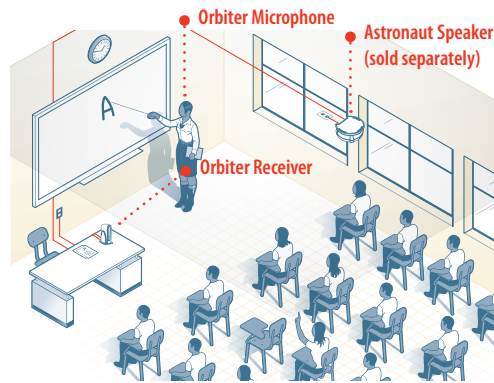 Orbiter Microphone
Astronaut Speaker
(sold separately)
A
Orbiter Receiver